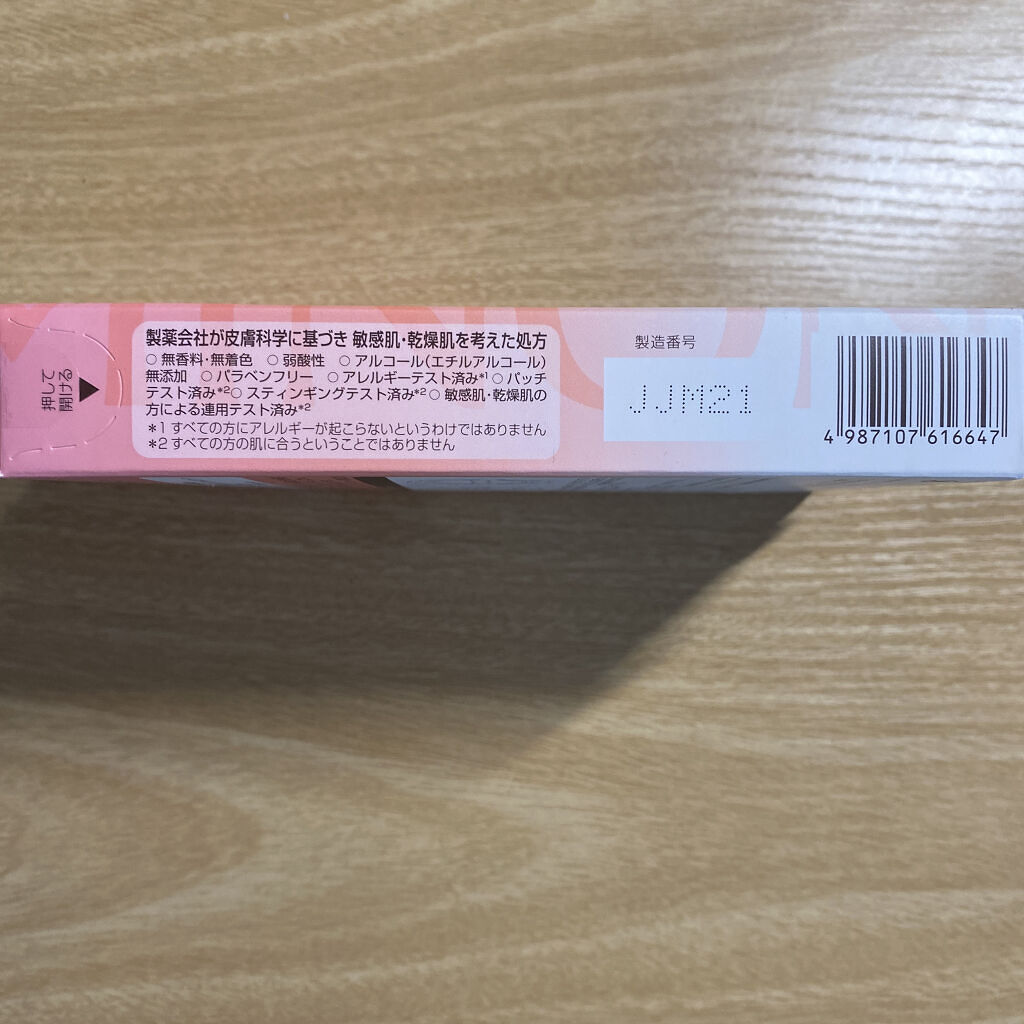 押して
開ける
製薬会社が皮膚科学に基づき 敏感肌・乾燥肌を考えた処方
○ 無香料・無着色 ○ 弱酸性 ○ アルコール(エチルアルコール)
無添加 ○ パラベンフリー ○ アレルギーテスト済み*1 ○ パッチ
テスト済み*2 ○ スティンギングテスト済み*2 ○ 敏感肌・乾燥肌の
方による連用テスト済み*2
*1 すべての方にアレルギーが起こらないというわけではありません
*2 すべての方の肌に合うということではありません
製造番号
JJM21
4 987107 616647